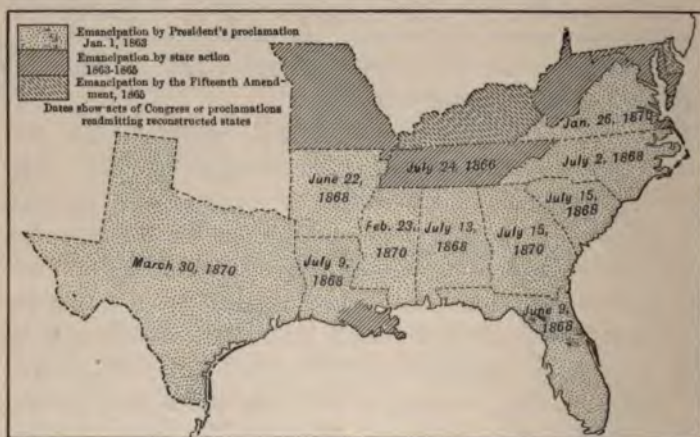 Emancipation by President's proclamation
Jan. 1, 1863
Emancipation by state action
1863-1865
Emancipation by the Fifteenth Amend-
ment, 1865
Dates show acts of Congress or proclamations
readmitting reconstructed states
Jan. 26, 1870
July 24, 1866
July 2, 1868
June 22,
1868
July 15,
1868
Feb. 23,
1870
July 13,
1868
July 15,
1870
March 30, 1870
July 9,
1868
June 9,
1868